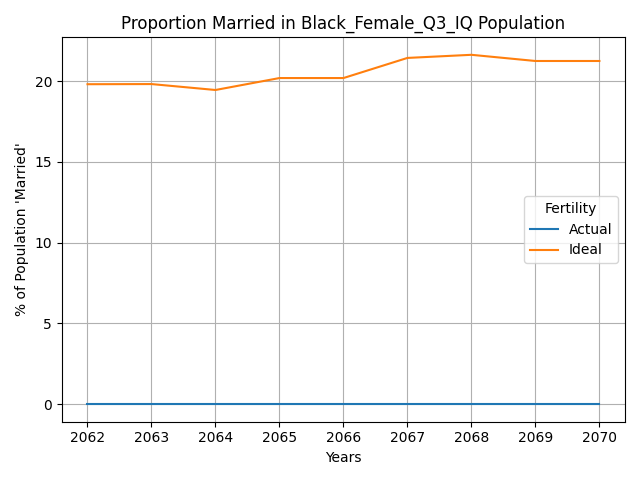 Proportion Married in Black_Female_Q3_IQ Population
% of Population 'Married'
20
15
10
5
0
Fertility
Actual
Ideal
2062 2063 2064 2065 2066 2067 2068 2069 2070
Years